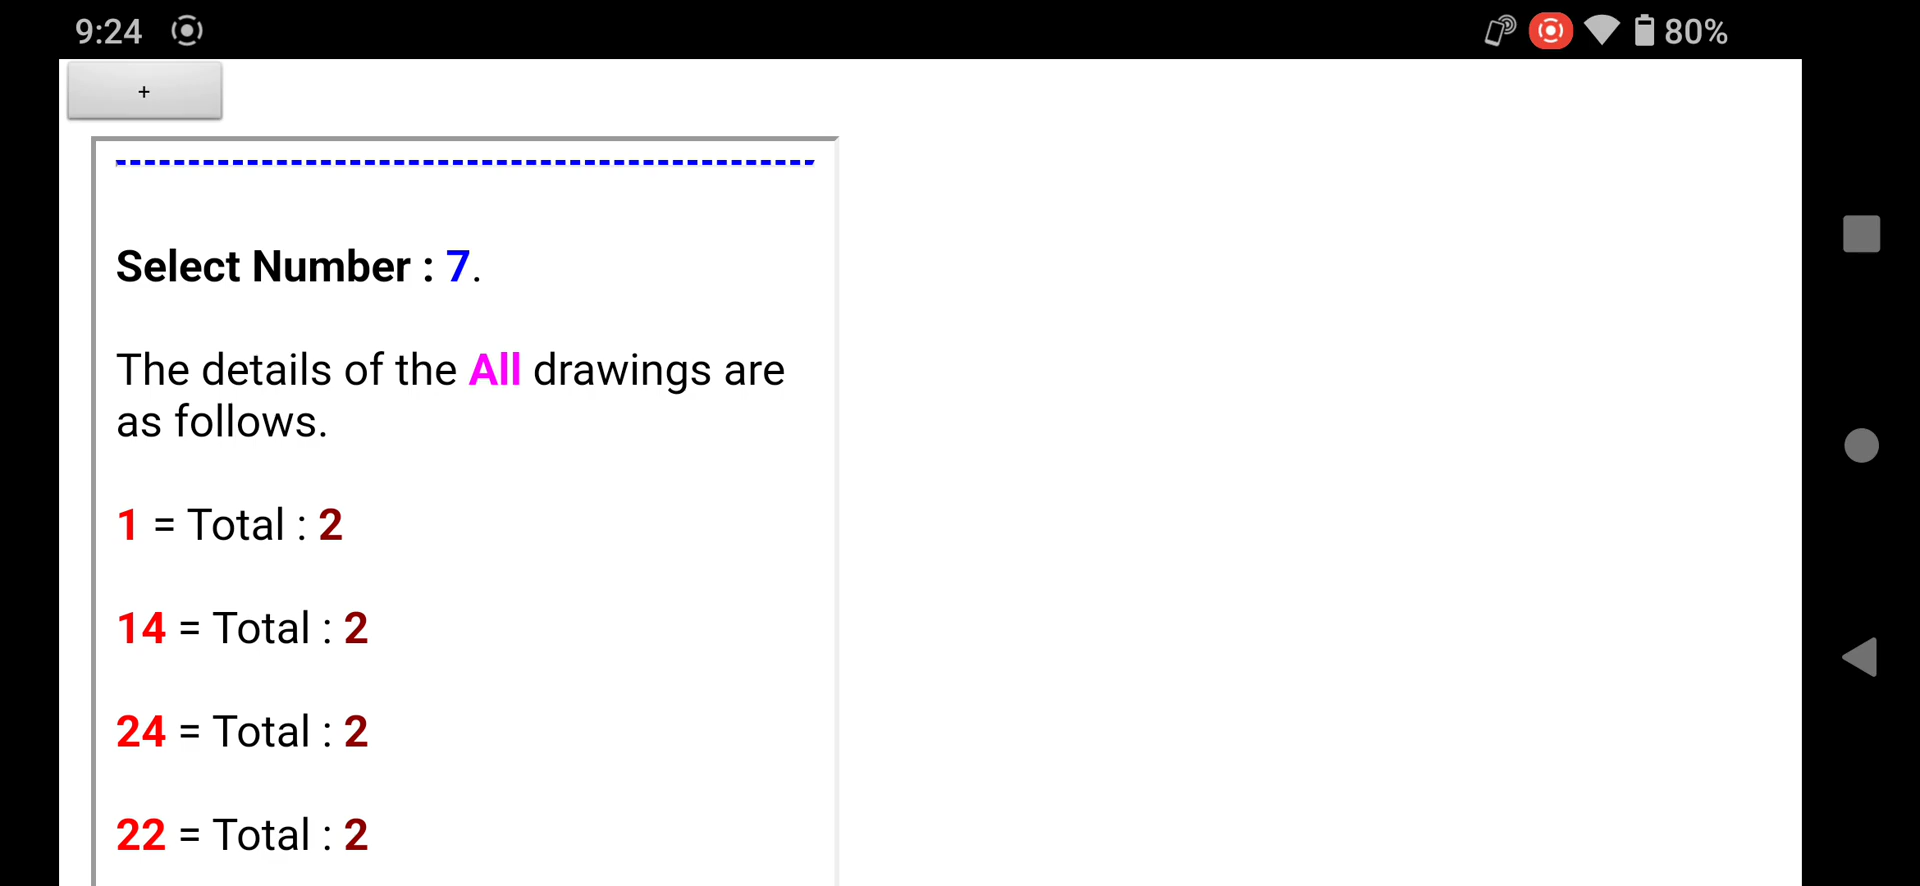 9:24
80%
+
Select Number : 7.
The details of the All drawings are
as follows.
1 = Total : 2
14 = Total : 2
24 = Total : 2
22 = Total : 2